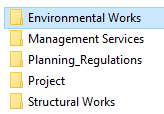 Environmental Works
Management Services
Planning_Regulations
Project
Structural Works